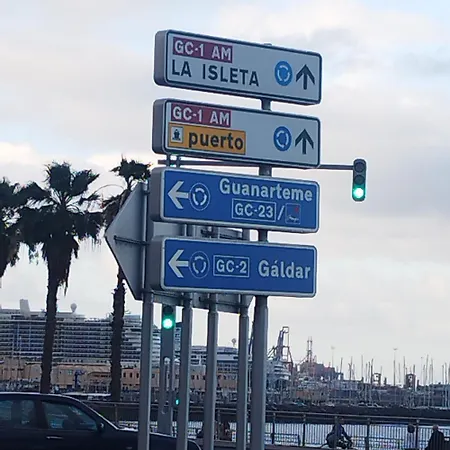 GC-1 AM
LA ISLETA
GC-1 AM
puerto
Guanarteme
GC-23 /
GC-2 Gáldar